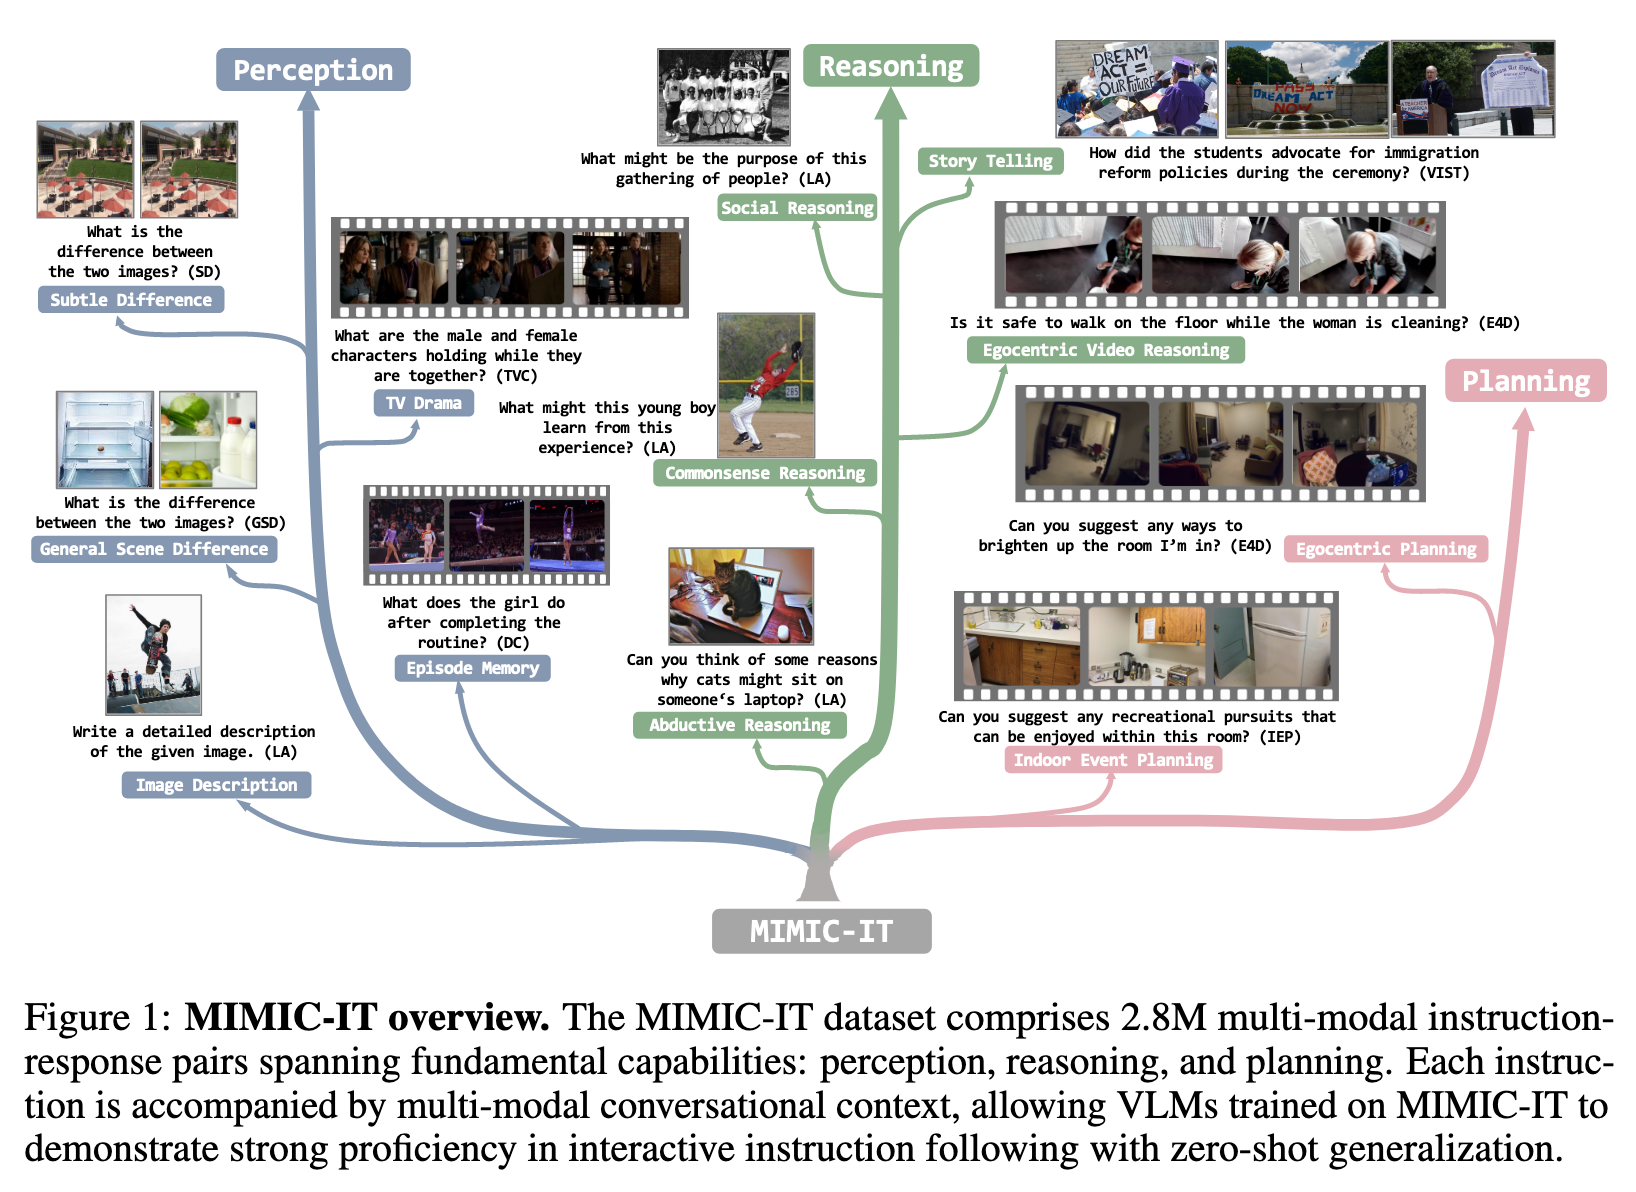 Perception
What is the
difference between
the two images? (SD)
Subtle Difference
What is the difference
between the two images? (GSD)
General Scene Difference
Write a detailed description
of the given image. (LA)
Image Description
What are the male and female
characters holding while they
are together? (TVC)
TV Drama
What does the girl do
after completing the
routine? (DC)
Episode Memory
Reasoning
What might be the purpose of this
gathering of people? (LA)
Social Reasoning
285
What might this young boy
learn from this
experience? (LA)
Commonsense Reasoning
Can you think of some reasons
why cats might sit on
someone‘s laptop? (LA)
Abductive Reasoning
Story Telling
DREAM
ACT =
OUR FUTURE
PASS
DREAM ACT
NOW
A TEACHER
AMERICA
Dream Act Diploma
How did the students advocate for immigration
reform policies during the ceremony? (VIST)
Is it safe to walk on the floor while the woman is cleaning? (E4D)
Egocentric Video Reasoning
Planning
Can you suggest any ways to
brighten up the room I’m in? (E4D)
Egocentric Planning
Can you suggest any recreational pursuits that
can be enjoyed within this room? (IEP)
Indoor Event Planning
MIMIC-IT
Figure 1: MIMIC-IT overview. The MIMIC-IT dataset comprises 2.8M multi-modal instruction-
response pairs spanning fundamental capabilities: perception, reasoning, and planning. Each instruc-
tion is accompanied by multi-modal conversational context, allowing VLMs trained on MIMIC-IT to
demonstrate strong proficiency in interactive instruction following with zero-shot generalization.